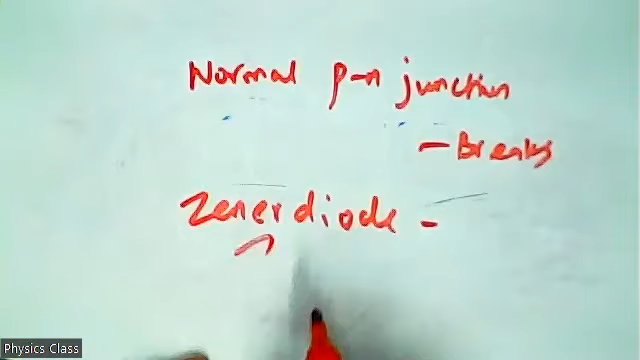 Normal p-n junction
- Breaks
Zener diode -
Physics Class